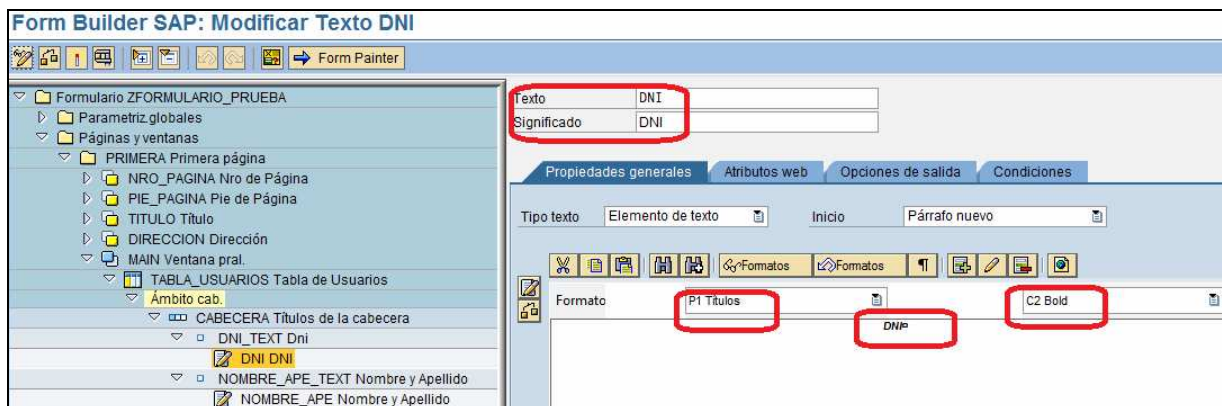 Form Builder SAP: Modificar Texto DNI
Form Painter
Formulario ZFORMULARIO_PRUEBA
Parametriz.globales
Páginas y ventanas
PRIMERA Primera página
NRO_PAGINA Nro de Página
PIE_PAGINA Pie de Página
TITULO Título
DIRECCION Dirección
MAIN Ventana pral.
TABLA_USUARIOS Tabla de Usuarios
Ámbito cab.
CABECERA Títulos de la cabecera
DNI_TEXT Dni
DNI DNI
NOMBRE_APE_TEXT Nombre y Apellido
NOMBRE_APE Nombre y Apellido
Texto DNI
Significado DNI
Propiedades generales Atributos web Opciones de salida Condiciones
Tipo texto Elemento de texto Inicio Párrafo nuevo
Formatos Formatos
Formato P1 Títulos C2 Bold
DNI